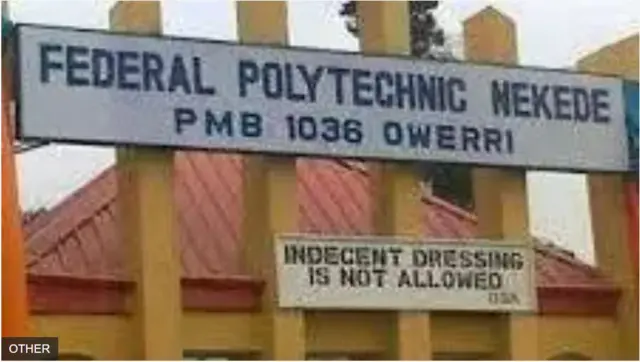 FEDERAL POLYTECHNIC NEKEDE
PMB 1036 OWERRI
INDECENT DRESSING
IS NOT ALLOWED
OTHER